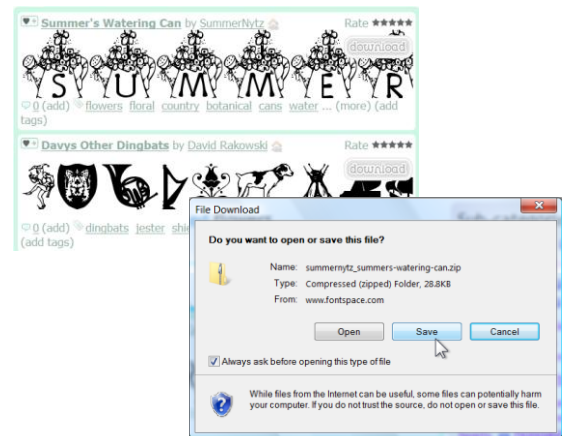 Summer's Watering Can by SummerNytz Rate
download
SUMMER
0 (add) flowers floral country botanical cans water ... (more) (add
tags)
Davys Other Dingbats by David Rakowski Rate
download
0 (add) dingbats jester
(add tags)
File Download
Do you want to open or save this file?
Name: summernytz_summers-watering-can.zip
Type: Compressed (zipped) Folder, 28.8KB
From: www.fontspace.com
Open Save Cancel
Always ask before opening this type of file
While files from the Internet can be useful, some files can potentially harm
your computer. If you do not trust the source, do not open or save this file.